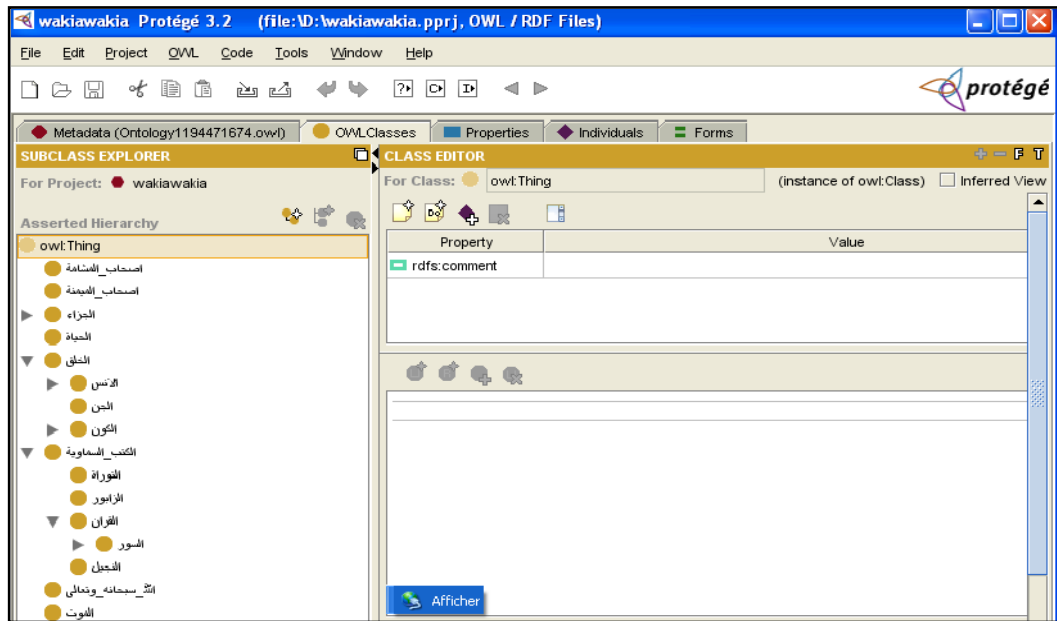 wakiawakia Protégé 3.2 (file:\D:\wakiawakia.pprj, OWL / RDF Files)
File Edit Project OWL Code Tools Window Help
protégé
Metadata (Ontology1194471674.owl) OWLClasses Properties Individuals Forms
SUBCLASS EXPLORER
For Project: wakiawakia
Asserted Hierarchy
owl:Thing
اصحاب_المشامة
اصحاب_الميمنة
الجزاء
الحياة
الخلق
الانس
الجن
الكون
الكتب_السماوية
التوراة
الزابور
القران
السور
النجيل
الله_سبحانه_وتعالى
الموت
CLASS EDITOR
F T
For Class: owl:Thing (instance of owl:Class) Inferred View
Property Value
rdfs:comment
Afficher